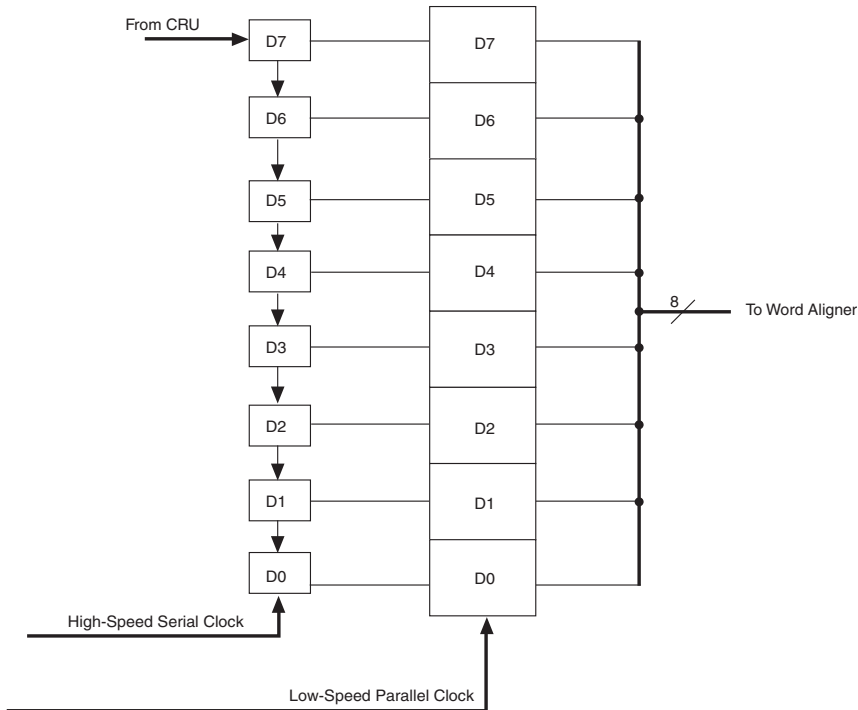 From CRU
D7
D7
D6
D6
D5
D5
D4
D4
8
To Word Aligner
D3
D3
D2
D2
D1
D1
D0
D0
High-Speed Serial Clock
Low-Speed Parallel Clock